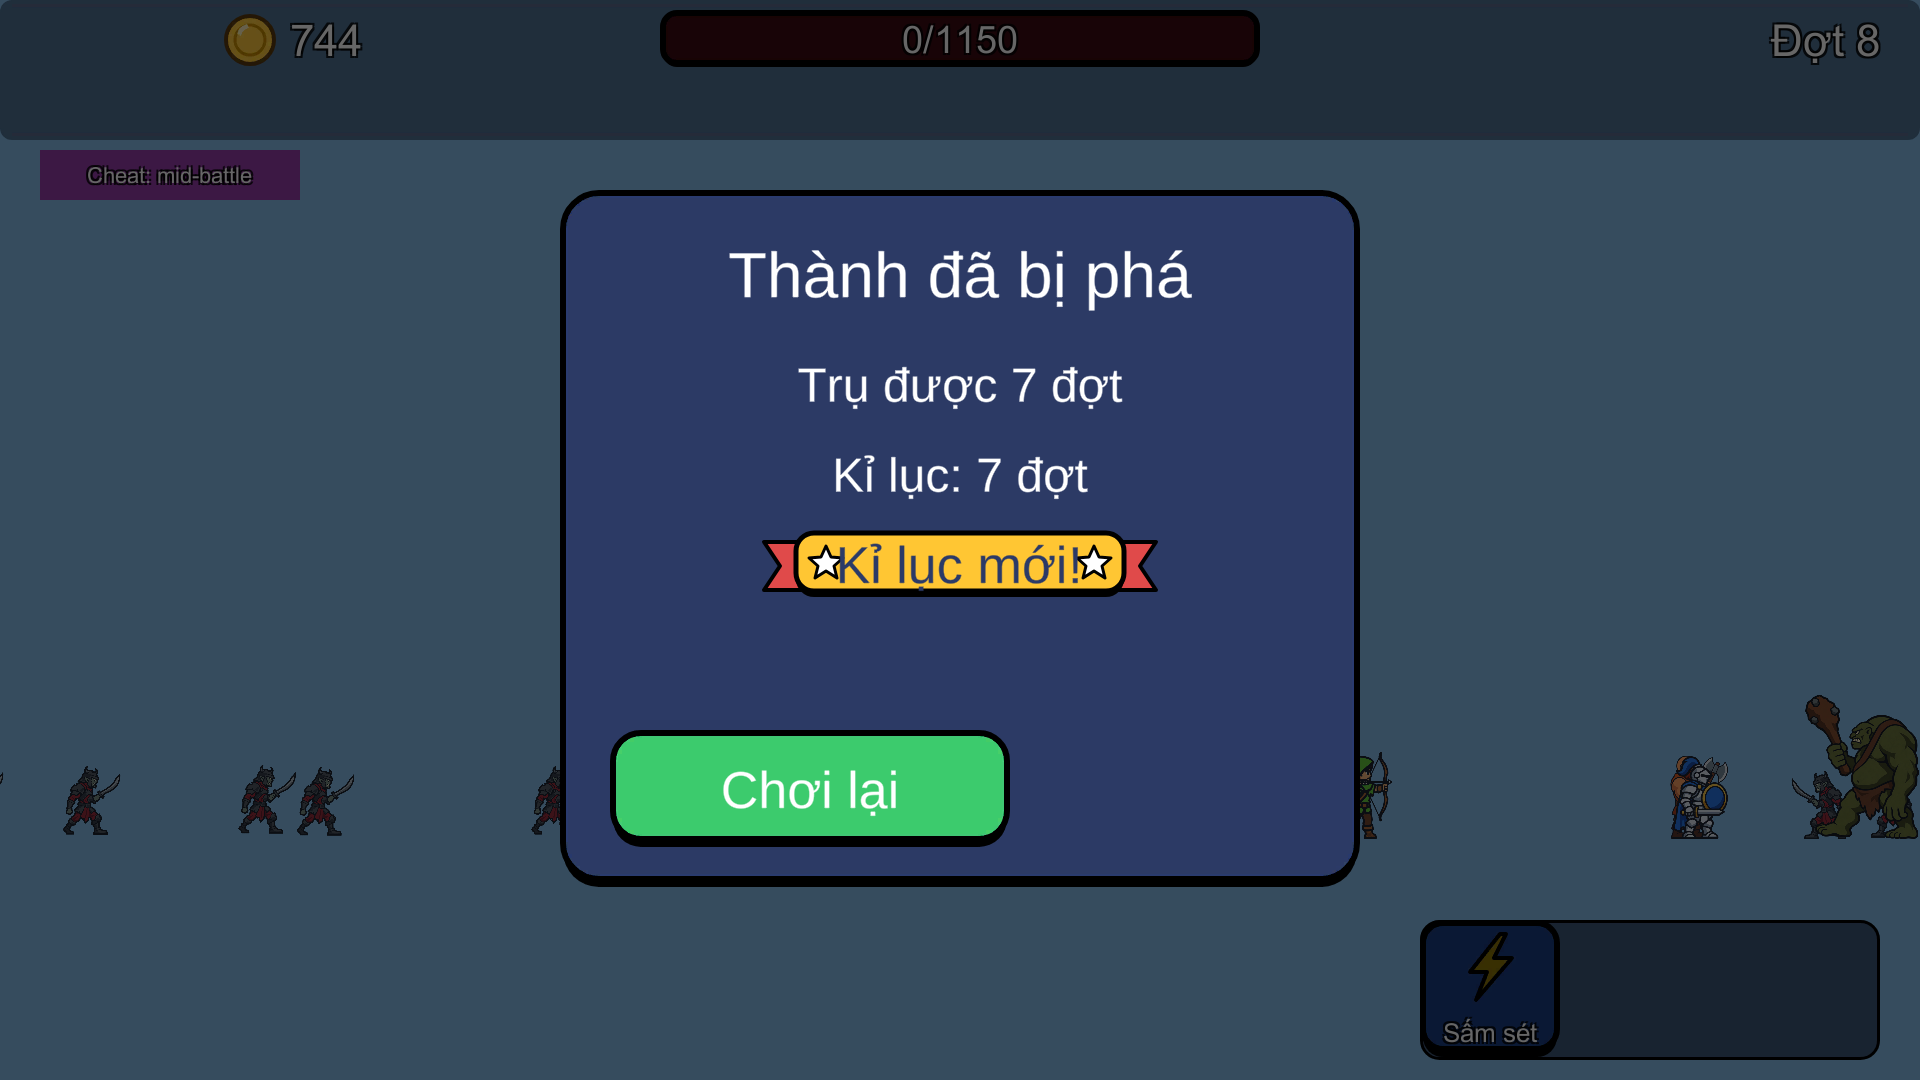 744
0/1150
Đợt 8
Cheat: mid-battle
Thành đã bị phá
Trụ được 7 đợt
Kỉ lục: 7 đợt
Kỉ lục mới!
Chơi lại
Sấm sét